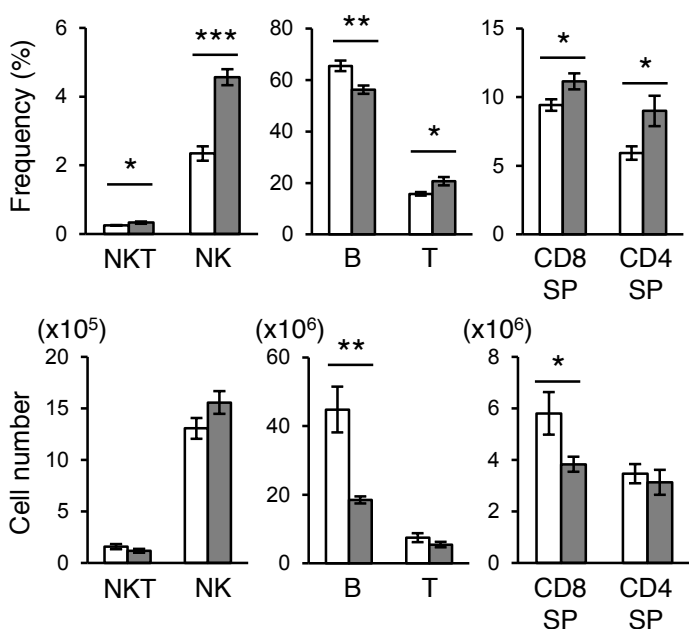 Frequency (%)
6
4
2
0
*
***
NKT NK
80
60
40
20
0
**
*
B T
15
10
5
0
*
*
CD8 CD4
SP SP
Cell number
(x10⁵)
20
15
10
5
0
NKT NK
(x10⁶)
60
40
20
0
**
B T
(x10⁶)
8
6
4
2
0
*
CD8 CD4
SP SP